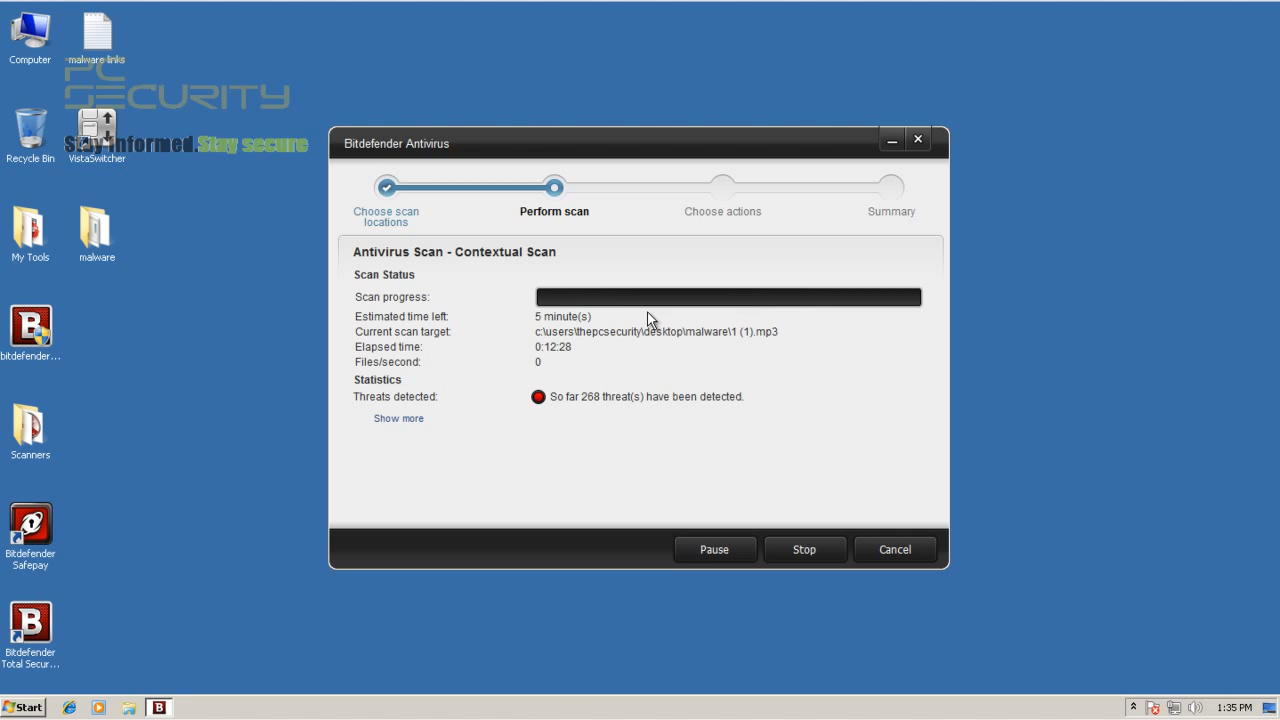 Computer
malware links
PC
SECURITY
Stay informed.Stay secure
Recycle Bin
VistaSwitcher
My Tools
malware
bitdefender...
Scanners
Bitdefender
Safepay
Bitdefender
Total Secur...
Bitdefender Antivirus
Choose scan
locations
Perform scan
Choose actions
Summary
Antivirus Scan - Contextual Scan
Scan Status
Scan progress:
Estimated time left: 5 minute(s)
Current scan target: c:\users\thepcsecurity\desktop\malware\1 (1).mp3
Elapsed time: 0:12:28
Files/second: 0
Statistics
Threats detected: So far 268 threat(s) have been detected.
Show more
Pause
Stop
Cancel
Start
1:35 PM